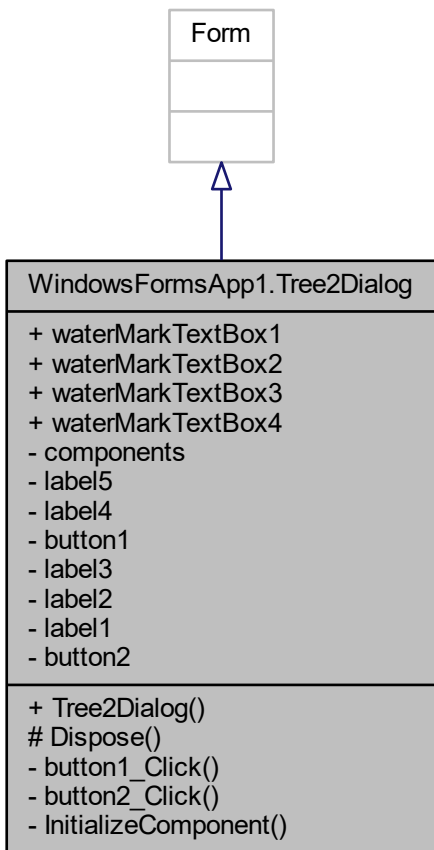 Form
WindowsFormsApp1.Tree2Dialog
+ waterMarkTextBox1
+ waterMarkTextBox2
+ waterMarkTextBox3
+ waterMarkTextBox4
- components
- label5
- label4
- button1
- label3
- label2
- label1
- button2
+ Tree2Dialog()
# Dispose()
- button1_Click()
- button2_Click()
- InitializeComponent()